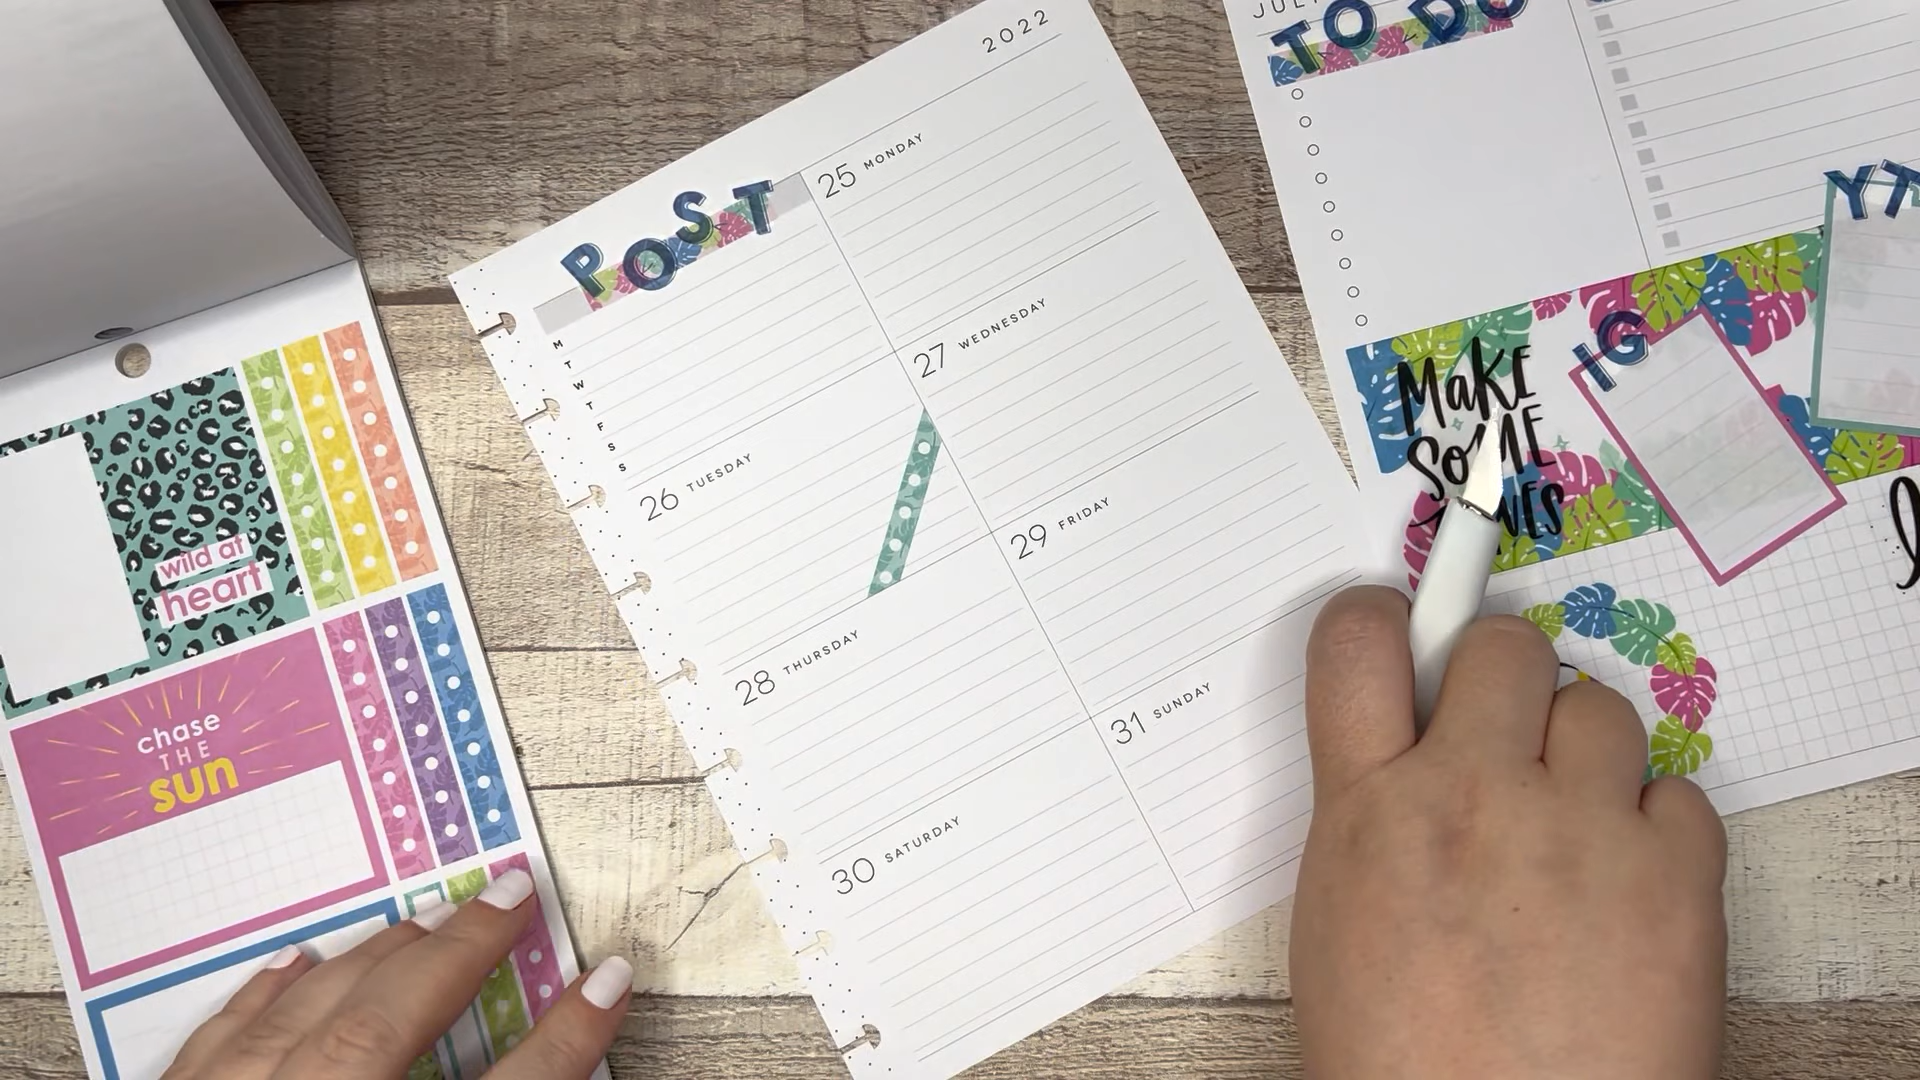 wild at
heart
chase
THE
sun
2022
POST
M
T
W
T
F
S
S
25 MONDAY
26 TUESDAY
27 WEDNESDAY
28 THURSDAY
29 FRIDAY
30 SATURDAY
31 SUNDAY
TO DO
YT
IG
MAKE
SOME